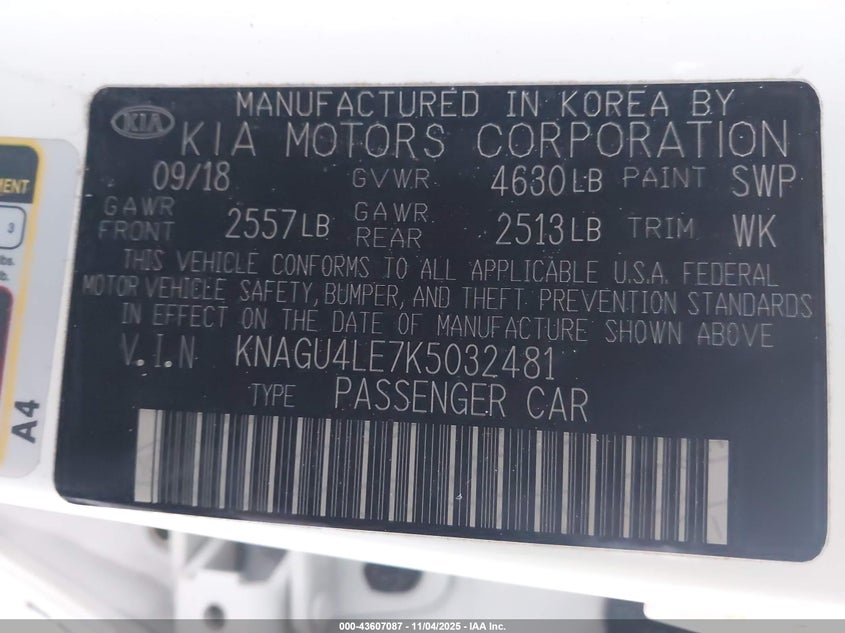 MANUFACTURED IN KOREA BY
KIA KIA MOTORS CORPORATION
09/18 GVWR 4630LB PAINT SWP
GAWR FRONT 2557LB GAWR REAR 2513LB TRIM WK
THIS VEHICLE CONFORMS TO ALL APPLICABLE U.S.A. FEDERAL
MOTOR VEHICLE SAFETY, BUMPER, AND THEFT PREVENTION STANDARDS
IN EFFECT ON THE DATE OF MANUFACTURE SHOWN ABOVE
V.I.N KNAGU4LE7K5032481
TYPE PASSENGER CAR
3
A4
000-43607087 - 11/04/2025 - IAA Inc.